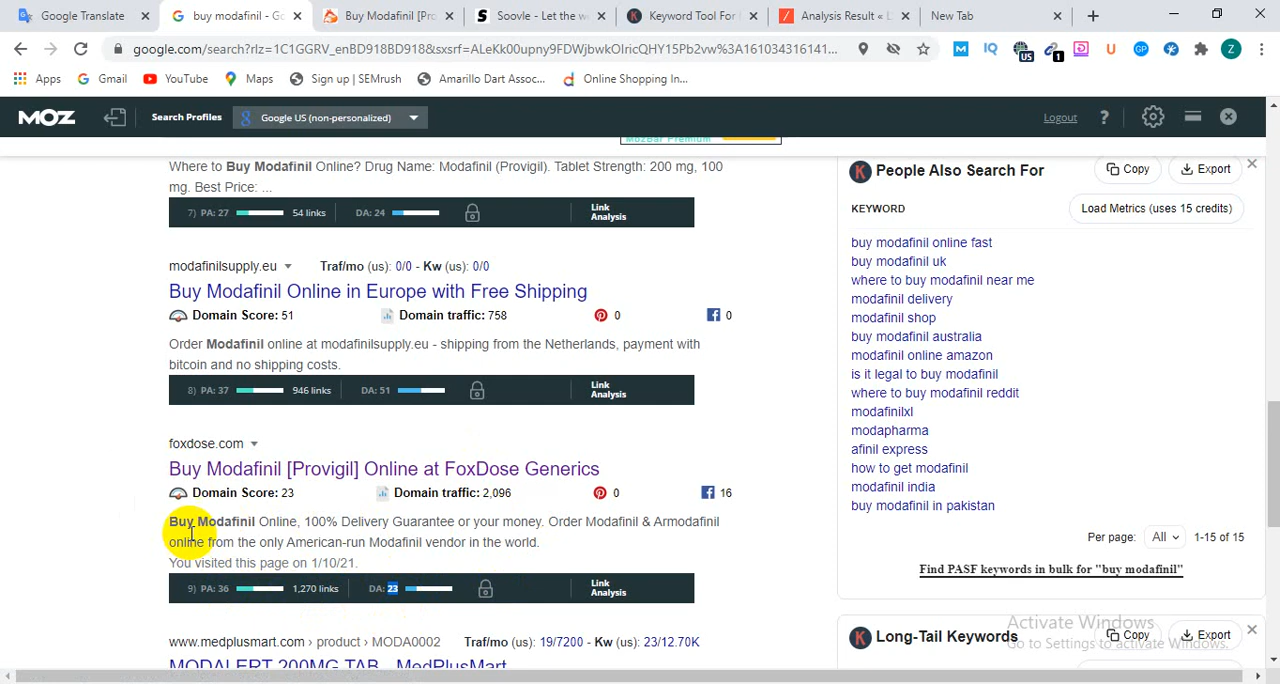 Google Translate
buy modafinil - Go
Buy Modafinil [Pro
Soovle - Let the w
Keyword Tool For
Analysis Result « L
New Tab
google.com/search?rlz=1C1GGRV_enBD918BD918&sxsrf=ALeKk00upny9FDWjbwkOlricQHY15Pb2vw%3A161034316141...
Apps
Gmail
YouTube
Maps
Sign up | SEMrush
Amarillo Dart Assoc...
Online Shopping In...
MOZ
Search Profiles
Google US (non-personalized)
Logout
MozBar Premium
Where to Buy Modafinil Online? Drug Name: Modafinil (Provigil). Tablet Strength: 200 mg, 100
mg. Best Price: ...
7) PA: 27 54 links DA: 24 Link Analysis
modafinilsupply.eu Traf/mo (us): 0/0 - Kw (us): 0/0
Buy Modafinil Online in Europe with Free Shipping
Domain Score: 51 Domain traffic: 758 0 0
Order Modafinil online at modafinilsupply.eu - shipping from the Netherlands, payment with
bitcoin and no shipping costs.
8) PA: 37 946 links DA: 51 Link Analysis
foxdose.com
Buy Modafinil [Provigil] Online at FoxDose Generics
Domain Score: 23 Domain traffic: 2,096 0 16
Buy Modafinil Online, 100% Delivery Guarantee or your money. Order Modafinil & Armodafinil
online from the only American-run Modafinil vendor in the world.
You visited this page on 1/10/21.
9) PA: 36 1,270 links DA: 23 Link Analysis
www.medplusmart.com › product › MODA0002 Traf/mo (us): 19/7200 - Kw (us): 23/12.70K
MODALERT 200MG TAB - MedPlusMart
People Also Search For
Copy
Export
KEYWORD
Load Metrics (uses 15 credits)
buy modafinil online fast
buy modafinil uk
where to buy modafinil near me
modafinil delivery
modafinil shop
buy modafinil australia
modafinil online amazon
is it legal to buy modafinil
where to buy modafinil reddit
modafinilxl
modapharma
afinil express
how to get modafinil
modafinil india
buy modafinil in pakistan
Per page: All 1-15 of 15
Find PASF keywords in bulk for "buy modafinil"
Long-Tail Keywords
Copy
Export
Activate Windows
Go to Settings to activate Windows.